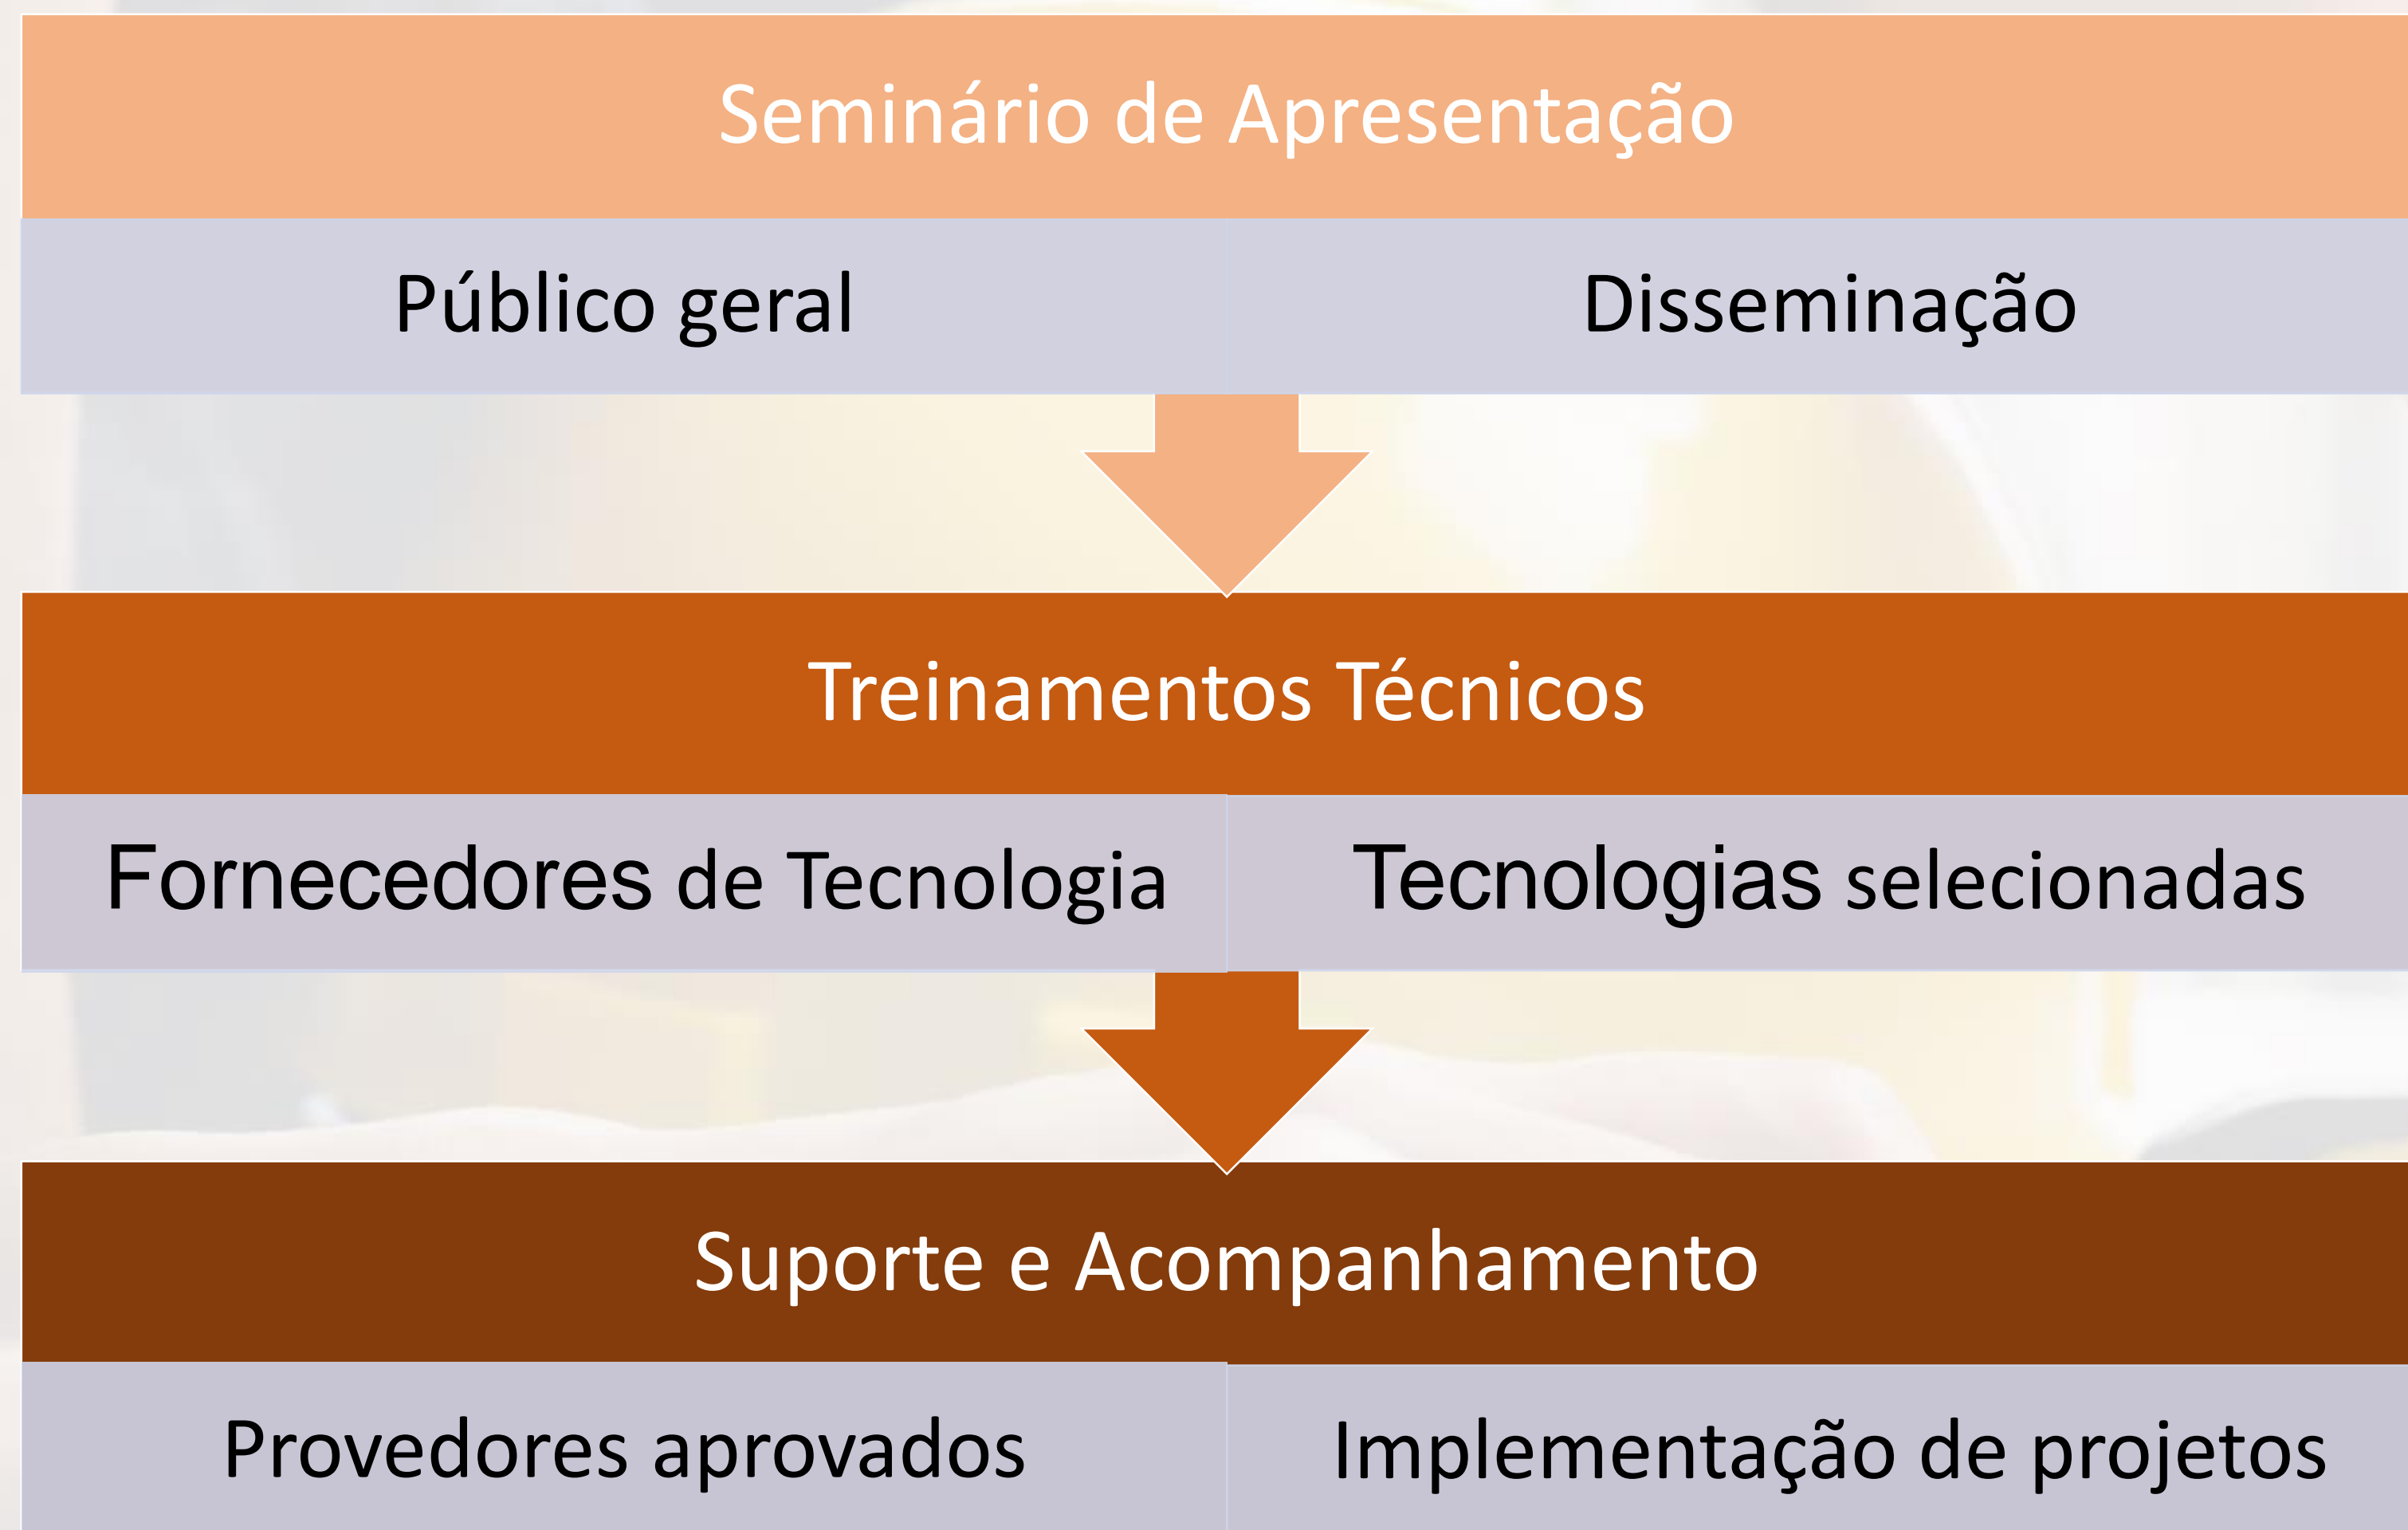 Seminário de Apresentação
Público geral
Disseminação
Treinamentos Técnicos
Fornecedores de Tecnologia
Tecnologias selecionadas
Suporte e Acompanhamento
Provedores aprovados
Implementação de projetos